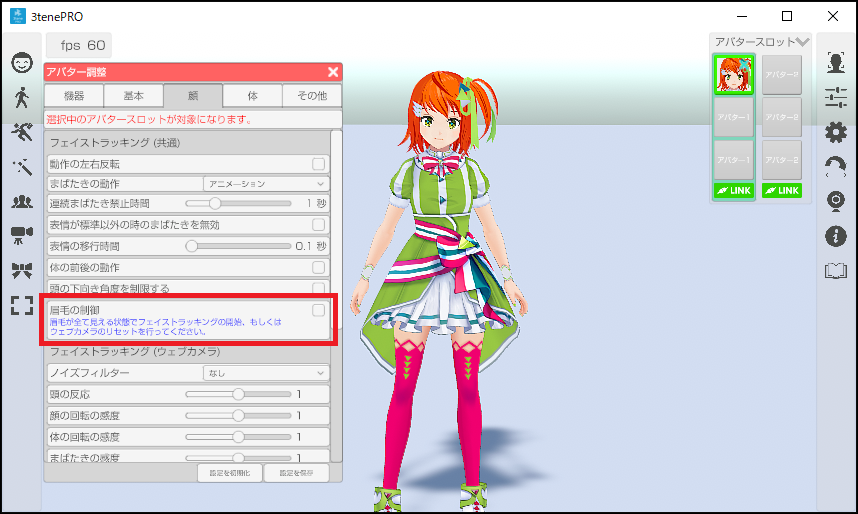 3tenePRO
fps 60
アバター調整
機器
基本
顔
体
その他
選択中のアバタースロットが対象になります。
フェイストラッキング (共通)
動作の左右反転
まばたきの動作
アニメーション
連続まばたき禁止時間
1 秒
表情が標準以外の時のまばたきを無効
表情の移行時間
0.1 秒
体の前後の動作
頭の下向き角度を制限する
眉毛の制御
眉毛が全て見える状態でフェイストラッキングの開始、もしくは
ウェブカメラのリセットを行ってください。
フェイストラッキング (ウェブカメラ)
ノイズフィルター
なし
頭の反応
1
顔の回転の感度
1
体の回転の感度
1
まばたきの感度
1
設定を初期化
設定を保存
アバタースロット
アバター2
アバター1
アバター2
アバター1
アバター2
LINK
LINK